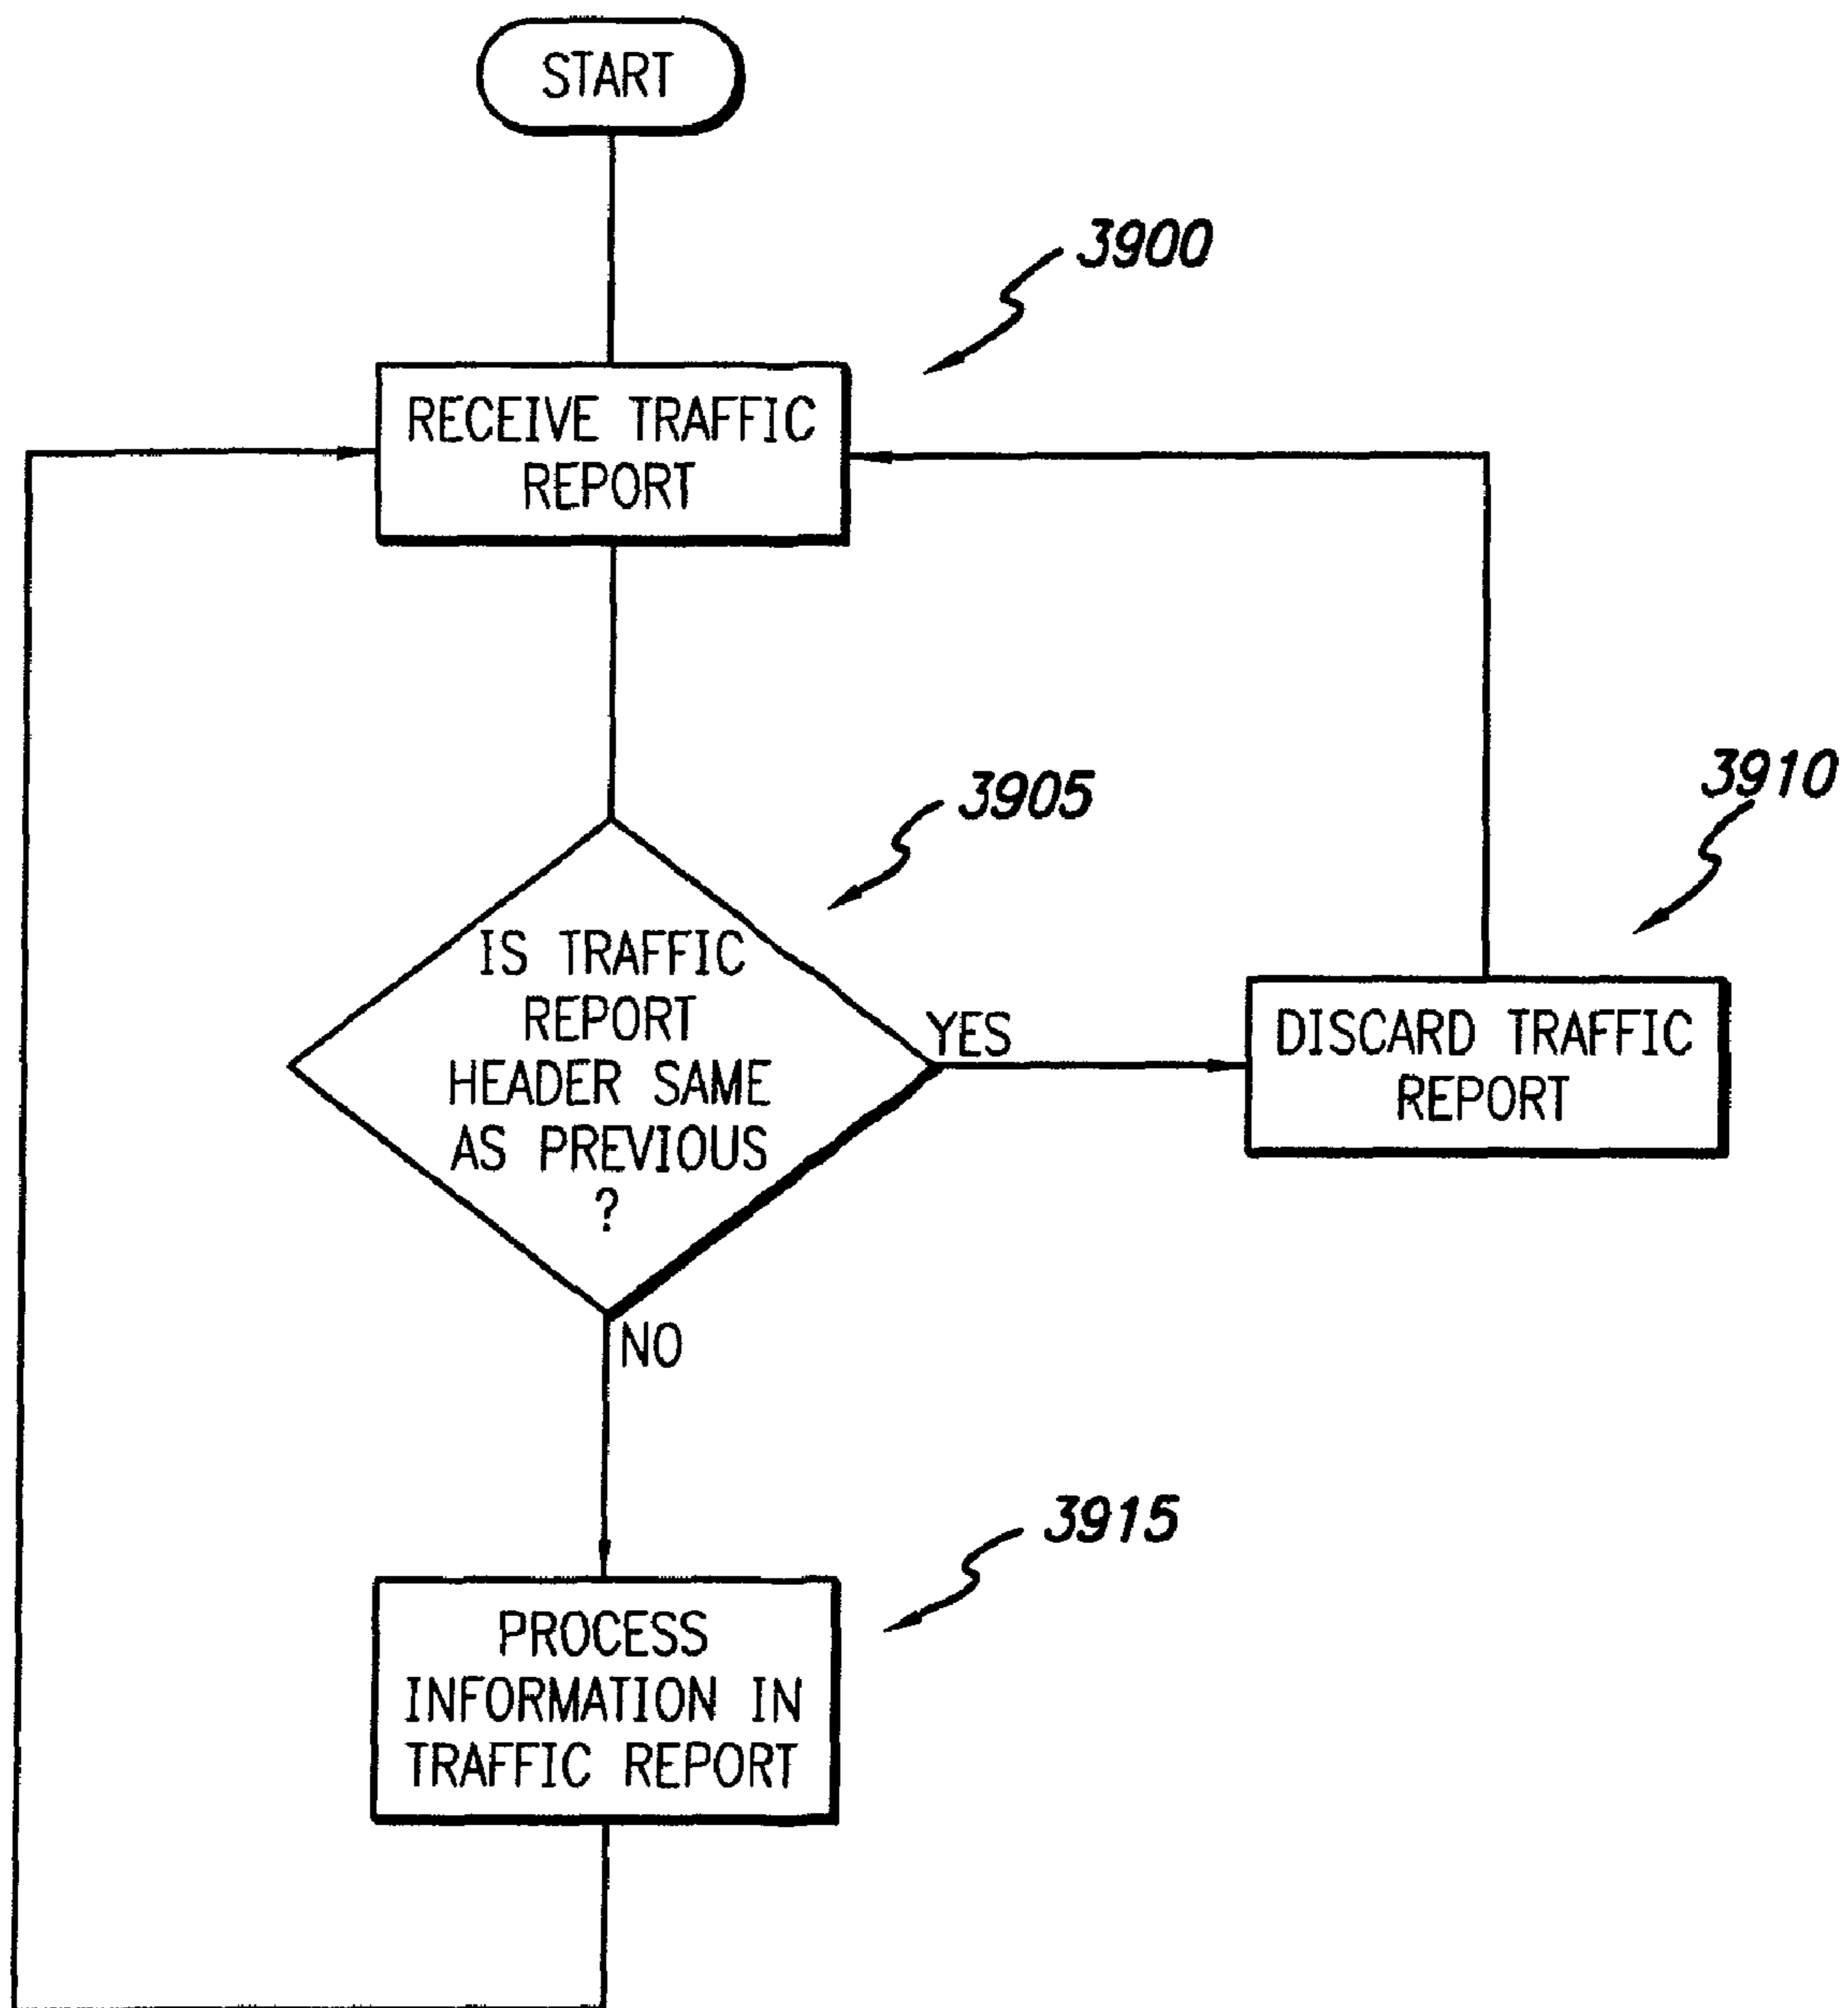 START
3900
RECEIVE TRAFFIC
REPORT
3905
3910
IS TRAFFIC
REPORT
HEADER SAME
AS PREVIOUS
?
YES
DISCARD TRAFFIC
REPORT
NO
3915
PROCESS
INFORMATION IN
TRAFFIC REPORT